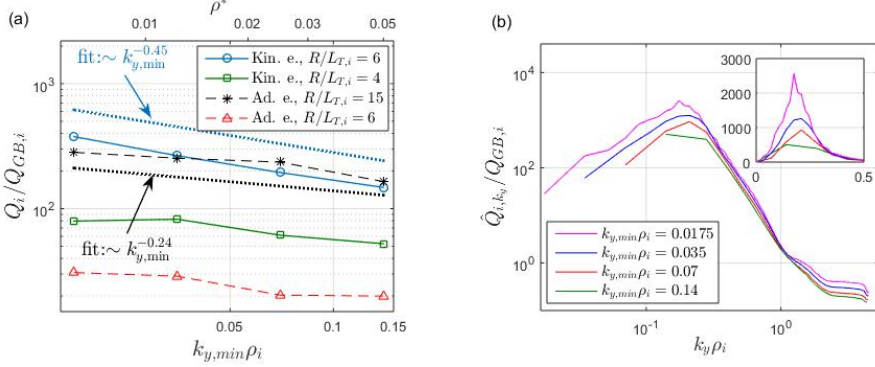 (a)
ρ*
0.01 0.025 0.05
fit:∼ k_{y,min}^{-0.45}
Kin. e., R/L_{T,i} = 6
Kin. e., R/L_{T,i} = 4
Ad. e., R/L_{T,i} = 15
Ad. e., R/L_{T,i} = 6
10^3
10^2
Q_i/Q_{GB,i}
fit:∼ k_{y,min}^{-0.24}
0.05 0.1 0.15
k_{y,min}ρ_i
(b)
10^4
10^2
10^0
Q̂_{i,k_y}/Q_{GB,i}
3000
2000
1000
0
0 0.5
k_{y,min}ρ_i = 0.0175
k_{y,min}ρ_i = 0.035
k_{y,min}ρ_i = 0.07
k_{y,min}ρ_i = 0.14
10^{-1} 10^0
k_yρ_i